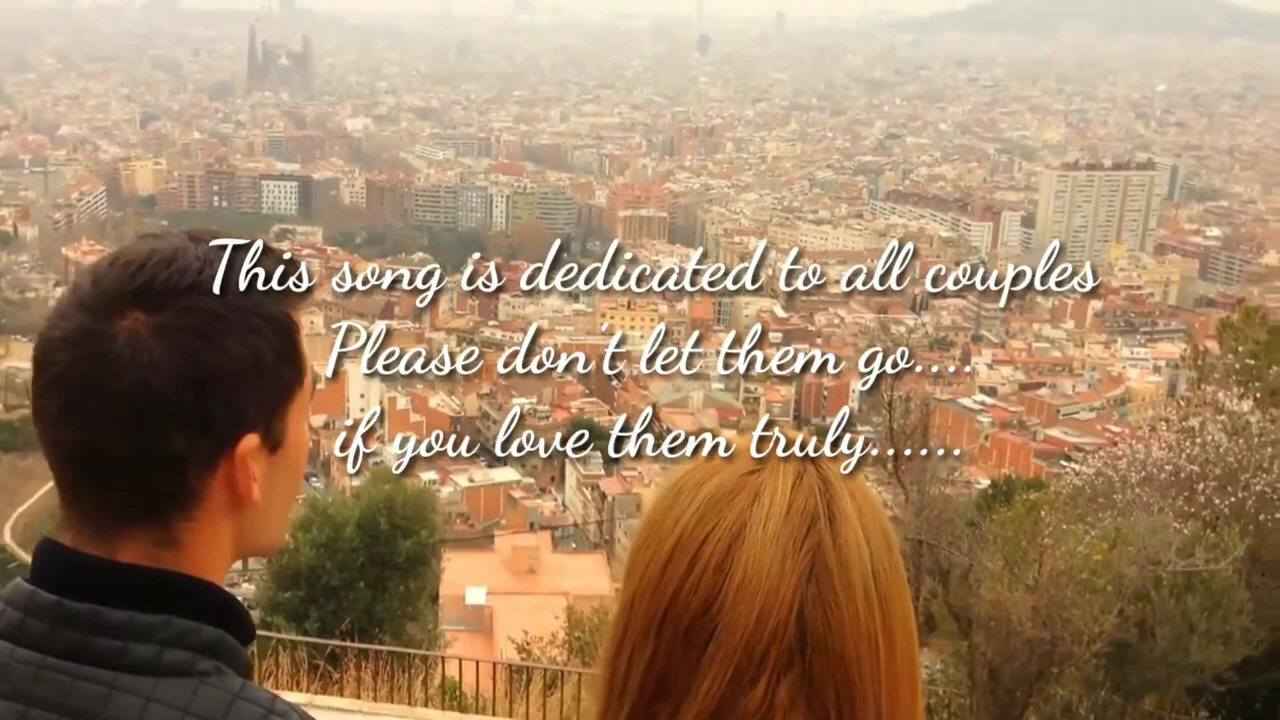 This song is dedicated to all couples
Please don't let them go....
if you love them truly......